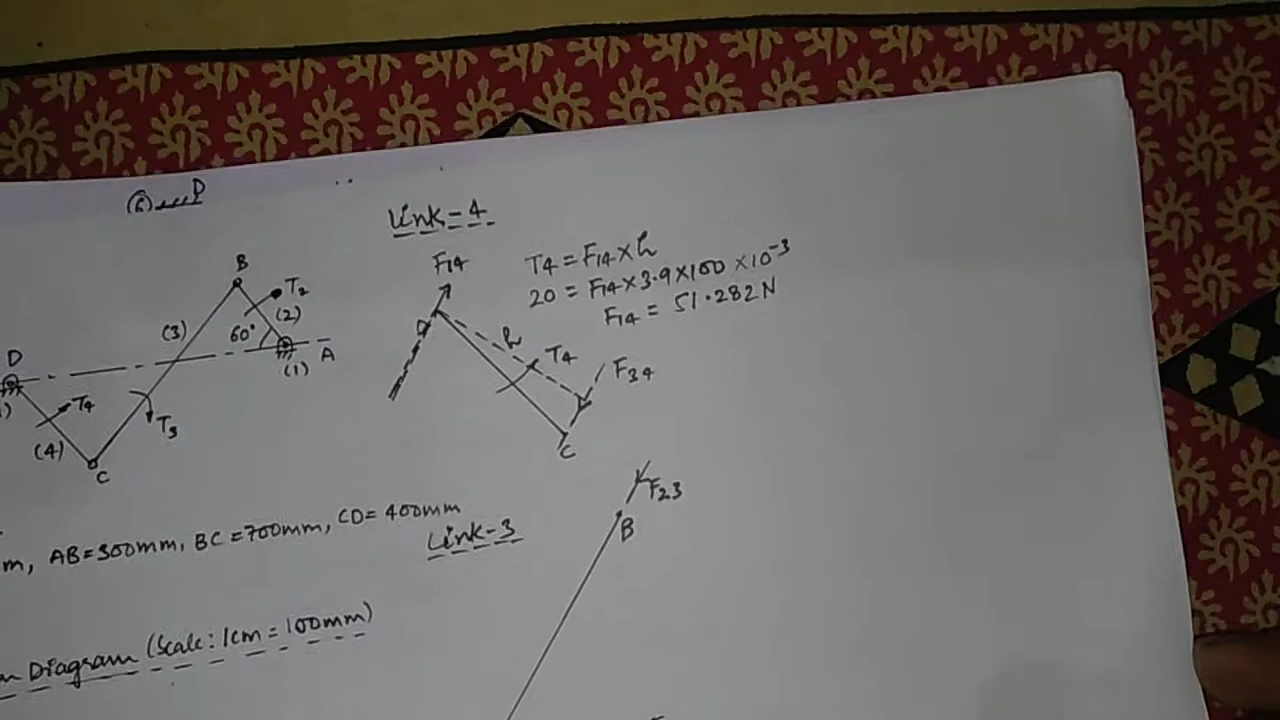 Link-4
F14
T4 = F14 × h
20 = F14 × 3.9 × 100 × 10⁻³
F14 = 51.282 N
B
T2
(2)
(3)
60°
A
(1)
D
T4
(4)
T3
C
D
h
T4
F34
C
m, AB=300mm, BC=700mm, CD=400mm
Link-3
F23
B
Diagram (Scale: 1cm = 100mm)